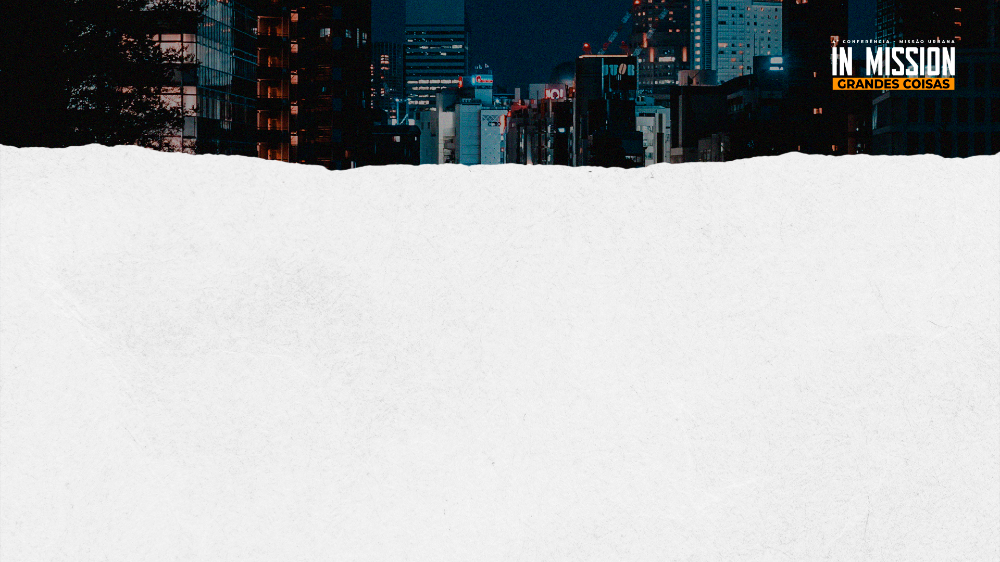 4ª CONFERÊNCIA - MISSÃO URBANA
IN MISSION
GRANDES COISAS